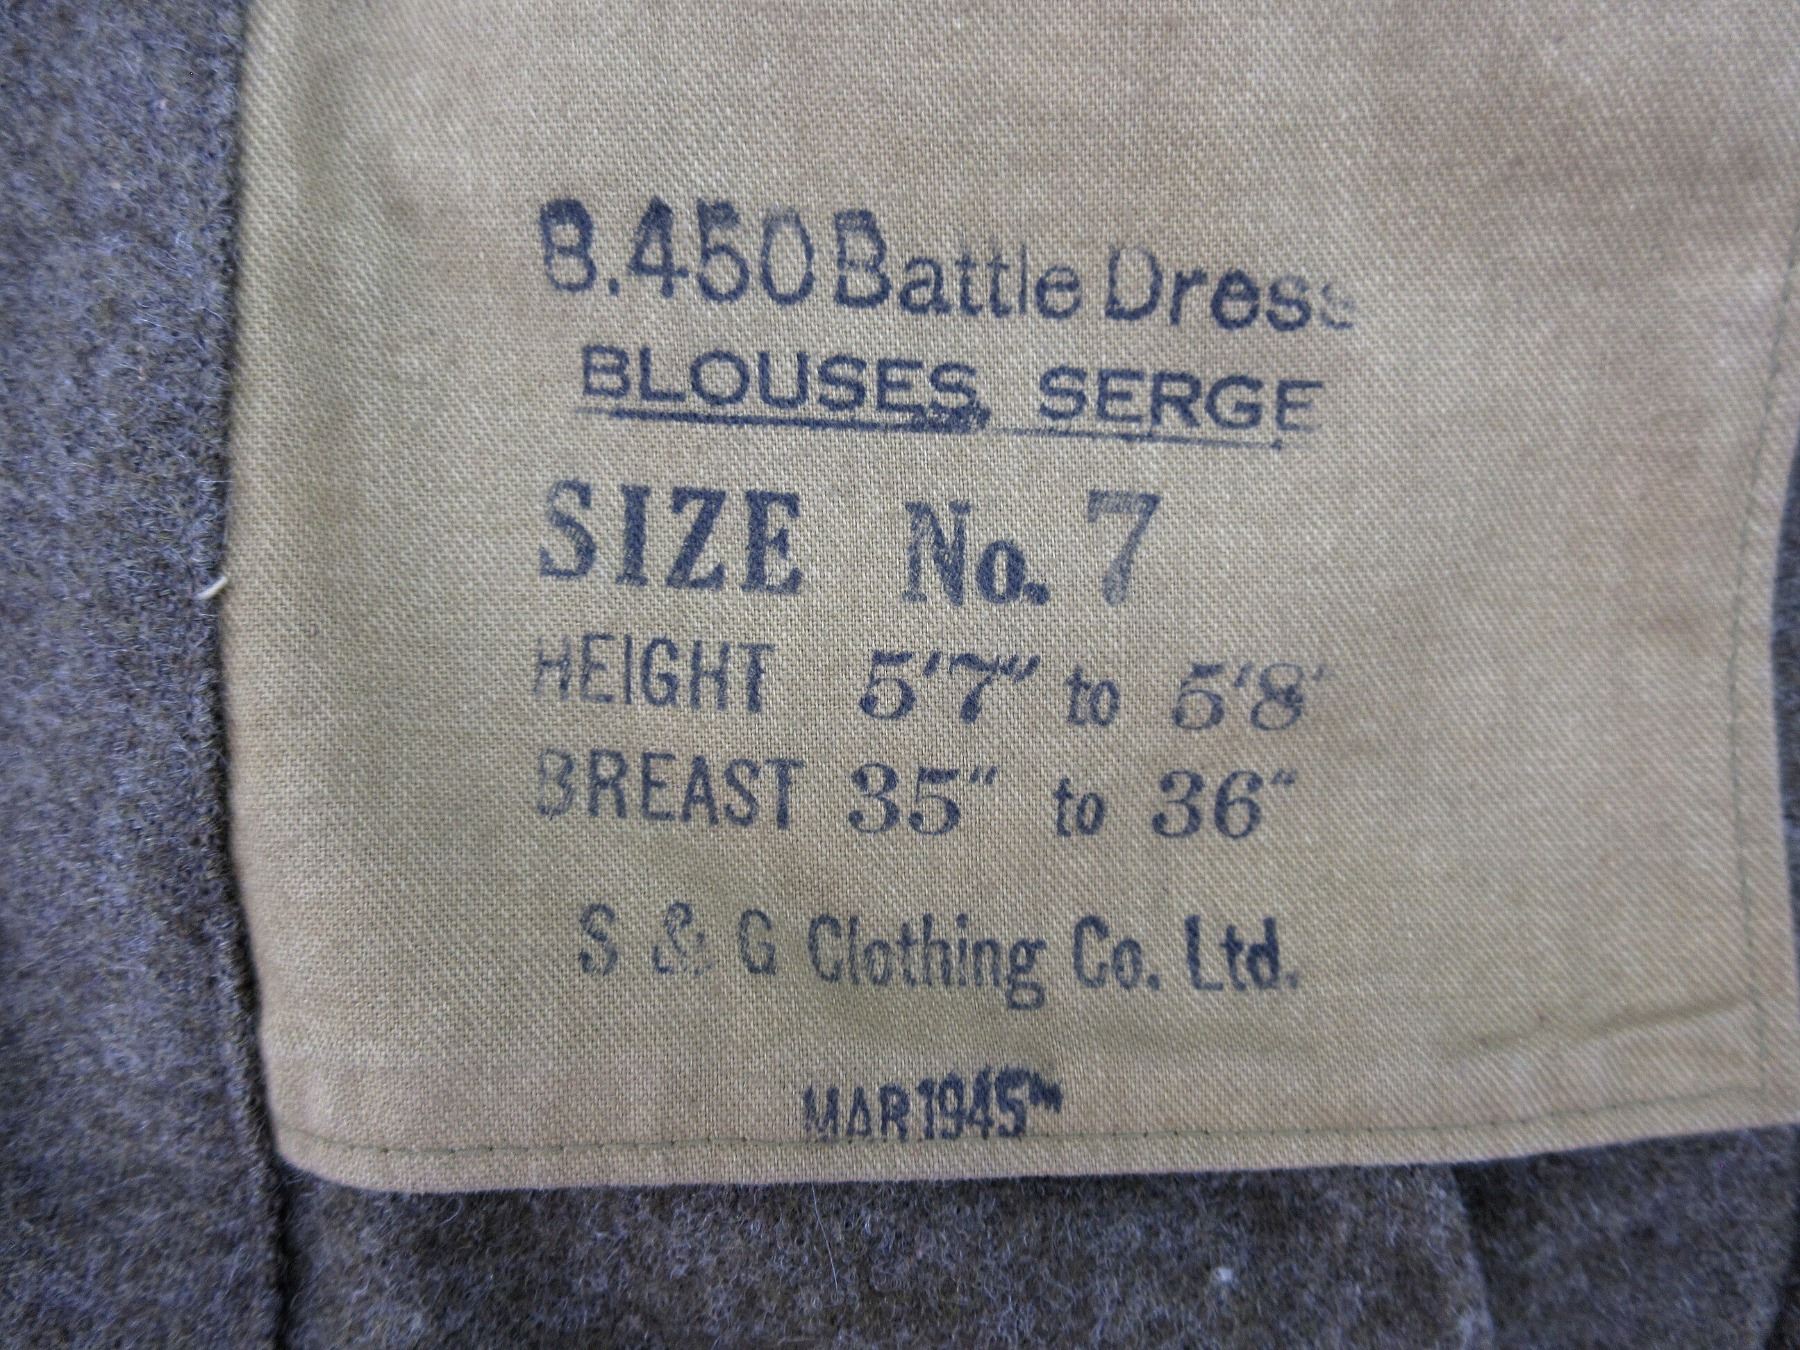 B.450 Battle Dress
BLOUSES, SERGE
SIZE No. 7
HEIGHT 5'7" to 5'8"
BREAST 35" to 36"
S & G Clothing Co. Ltd.
MAR 1945